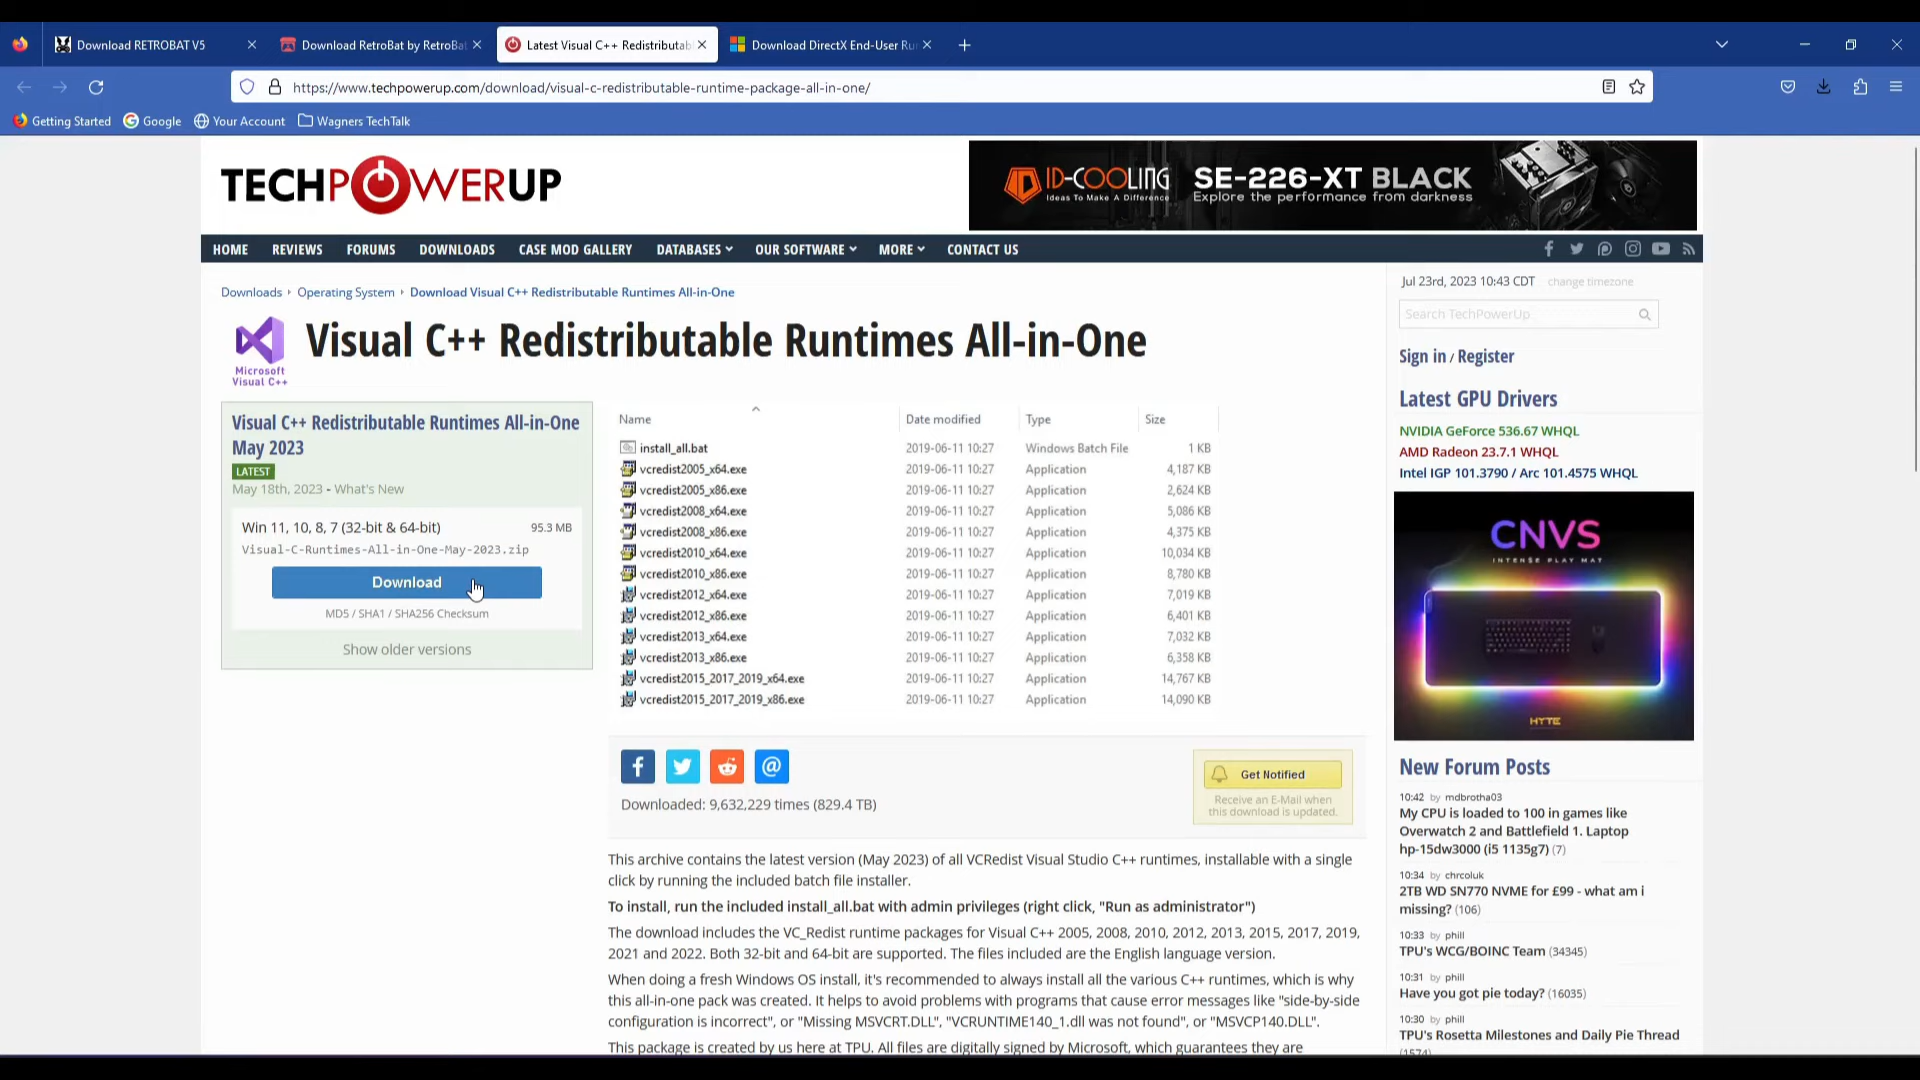 Download RETROBAT V5
Download RetroBat by RetroBat
Latest Visual C++ Redistributab
Download DirectX End-User Ru
https://www.techpowerup.com/download/visual-c-redistributable-runtime-package-all-in-one/
Getting Started
Google
Your Account
Wagners TechTalk
TECHPOWERUP
ID-COOLING
Ideas To Make A Difference
SE-226-XT BLACK
Explore the performance from darkness
HOME REVIEWS FORUMS DOWNLOADS CASE MOD GALLERY DATABASES OUR SOFTWARE MORE CONTACT US
Downloads Operating System Download Visual C++ Redistributable Runtimes All-in-One
Microsoft
Visual C++
Visual C++ Redistributable Runtimes All-in-One
Visual C++ Redistributable Runtimes All-in-One
May 2023
LATEST
May 18th, 2023 - What's New
Win 11, 10, 8, 7 (32-bit & 64-bit) 95.3 MB
Visual-C-Runtimes-All-in-One-May-2023.zip
Download
MD5 / SHA1 / SHA256 Checksum
Show older versions
Name Date modified Type Size
install_all.bat 2019-06-11 10:27 Windows Batch File 1 KB
vcredist2005_x64.exe 2019-06-11 10:27 Application 4,187 KB
vcredist2005_x86.exe 2019-06-11 10:27 Application 2,624 KB
vcredist2008_x64.exe 2019-06-11 10:27 Application 5,086 KB
vcredist2008_x86.exe 2019-06-11 10:27 Application 4,375 KB
vcredist2010_x64.exe 2019-06-11 10:27 Application 10,034 KB
vcredist2010_x86.exe 2019-06-11 10:27 Application 8,780 KB
vcredist2012_x64.exe 2019-06-11 10:27 Application 7,019 KB
vcredist2012_x86.exe 2019-06-11 10:27 Application 6,401 KB
vcredist2013_x64.exe 2019-06-11 10:27 Application 7,032 KB
vcredist2013_x86.exe 2019-06-11 10:27 Application 6,358 KB
vcredist2015_2017_2019_x64.exe 2019-06-11 10:27 Application 14,767 KB
vcredist2015_2017_2019_x86.exe 2019-06-11 10:27 Application 14,090 KB
Downloaded: 9,632,229 times (829.4 TB)
Get Notified
Receive an E-Mail when
this download is updated.
This archive contains the latest version (May 2023) of all VCRedist Visual Studio C++ runtimes, installable with a single
click by running the included batch file installer.
To install, run the included install_all.bat with admin privileges (right click, "Run as administrator")
The download includes the VC_Redist runtime packages for Visual C++ 2005, 2008, 2010, 2012, 2013, 2015, 2017, 2019,
2021 and 2022. Both 32-bit and 64-bit are supported. The files included are the English language version.
When doing a fresh Windows OS install, it's recommended to always install all the various C++ runtimes, which is why
this all-in-one pack was created. It helps to avoid problems with programs that cause error messages like "side-by-side
configuration is incorrect", or "Missing MSVCRT.DLL", "VCRUNTIME140_1.dll was not found", or "MSVCP140.DLL".
This package is created by us here at TPU. All files are digitally signed by Microsoft, which guarantees they are
Jul 23rd, 2023 10:43 CDT change timezone
Search TechPowerUp
Sign in / Register
Latest GPU Drivers
NVIDIA GeForce 536.67 WHQL
AMD Radeon 23.7.1 WHQL
Intel IGP 101.3790 / Arc 101.4575 WHQL
CNVS
INTENSE PLAY MAT
HYTE
New Forum Posts
10:42 by mdbrotha03
My CPU is loaded to 100 in games like
Overwatch 2 and Battlefield 1. Laptop
hp-15dw3000 (i5 1135g7) (7)
10:34 by chrcoluk
2TB WD SN770 NVME for £99 - what am i
missing? (106)
10:33 by phill
TPU's WCG/BOINC Team (34345)
10:31 by phill
Have you got pie today? (16035)
10:30 by phill
TPU's Rosetta Milestones and Daily Pie Thread
(1574)